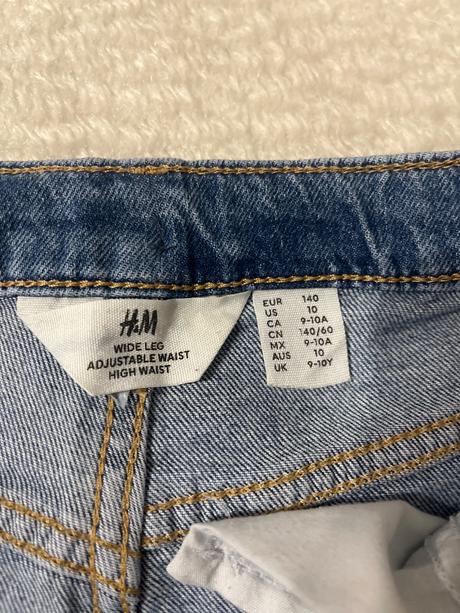 H&M
WIDE LEG
ADJUSTABLE WAIST
HIGH WAIST
EUR 140
US 10
CA 9-10A
CN 140/60
MX 9-10A
AUS 10
UK 9-10Y